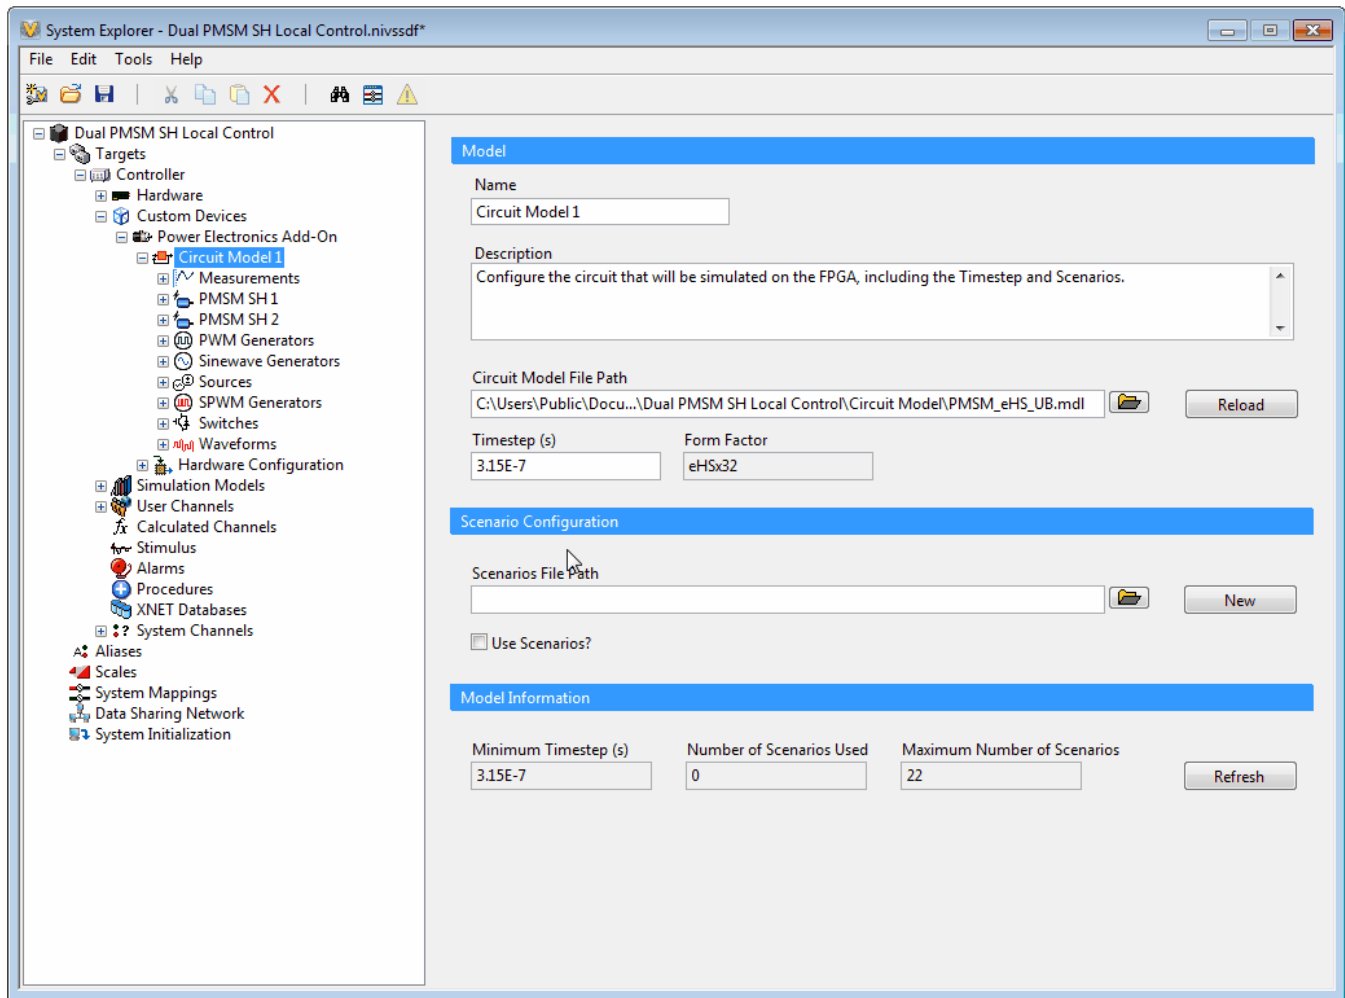 System Explorer - Dual PMSM SH Local Control.nivssdf*
File Edit Tools Help
Dual PMSM SH Local Control
Targets
Controller
Hardware
Custom Devices
Power Electronics Add-On
Circuit Model 1
Measurements
PMSM SH 1
PMSM SH 2
PWM Generators
Sinewave Generators
Sources
SPWM Generators
Switches
Waveforms
Hardware Configuration
Simulation Models
User Channels
Calculated Channels
Stimulus
Alarms
Procedures
XNET Databases
System Channels
Aliases
Scales
System Mappings
Data Sharing Network
System Initialization
Model
Name
Circuit Model 1
Description
Configure the circuit that will be simulated on the FPGA, including the Timestep and Scenarios.
Circuit Model File Path
C:\Users\Public\Docu...\Dual PMSM SH Local Control\Circuit Model\PMSM_eHS_UB.mdl Reload
Timestep (s) Form Factor
3.15E-7 eHSx32
Scenario Configuration
Scenarios File Path
New
Use Scenarios?
Model Information
Minimum Timestep (s) Number of Scenarios Used Maximum Number of Scenarios
3.15E-7 0 22 Refresh